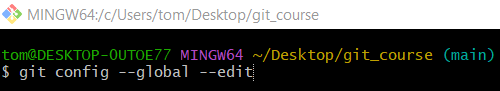 MINGW64:/c/Users/tom/Desktop/git_course
tom@DESKTOP-OUTOE77 MINGW64 ~/Desktop/git_course (main)
$ git config --global --edit